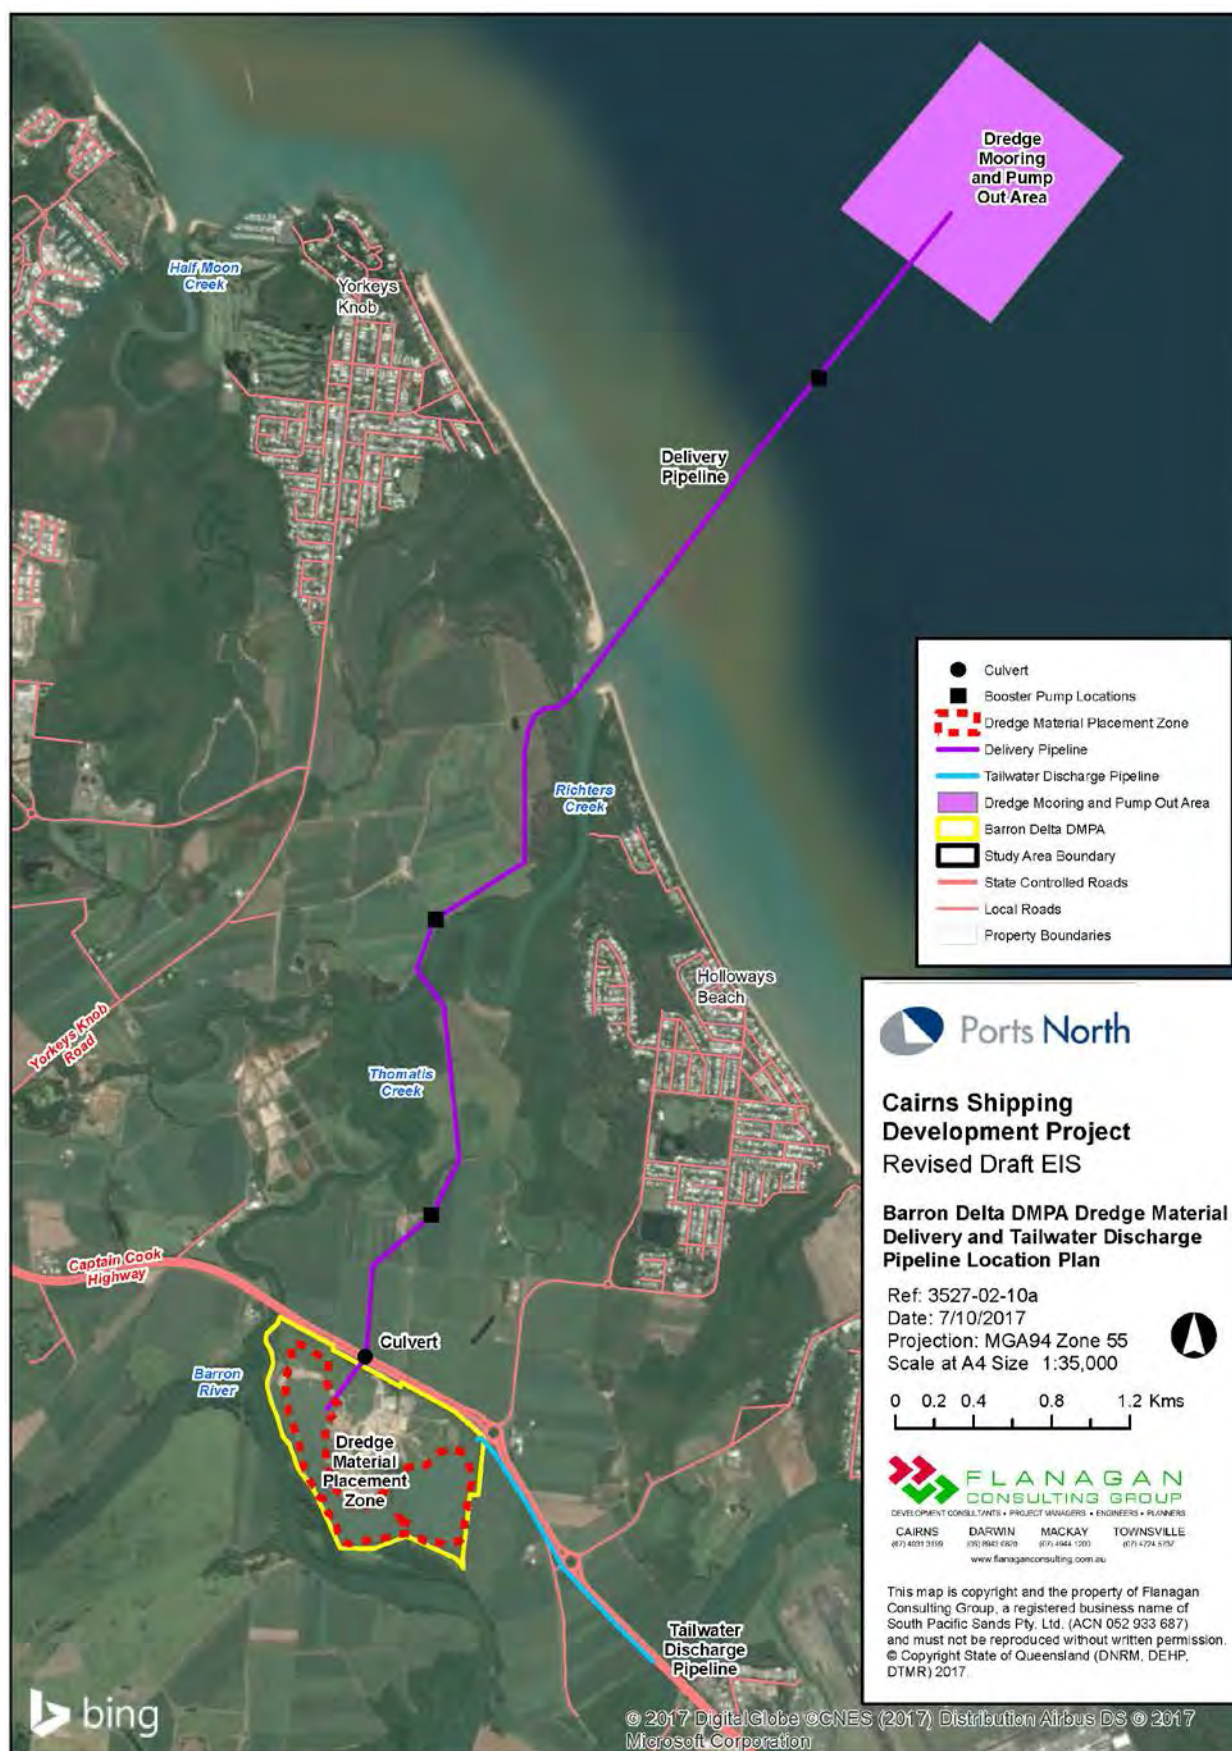 Dredge
Mooring
and Pump
Out Area
Half Moon
Creek
Yorkeys
Knob
Delivery
Pipeline
Culvert
Booster Pump Locations
Dredge Material Placement Zone
Delivery Pipeline
Tailwater Discharge Pipeline
Dredge Mooring and Pump Out Area
Barron Delta DMPA
Study Area Boundary
State Controlled Roads
Local Roads
Property Boundaries
Richters
Creek
Holloways
Beach
Yorkeys Knob
Road
Thomatis
Creek
Captain Cook
Highway
Culvert
Barron
River
Dredge
Material
Placement
Zone
Tailwater
Discharge
Pipeline
Ports North
Cairns Shipping
Development Project
Revised Draft EIS
Barron Delta DMPA Dredge Material
Delivery and Tailwater Discharge
Pipeline Location Plan
Ref: 3527-02-10a
Date: 7/10/2017
Projection: MGA94 Zone 55
Scale at A4 Size 1:35,000
0 0.2 0.4 0.8 1.2 Kms
FLANAGAN
CONSULTING GROUP
DEVELOPMENT CONSULTANTS • PROJECT MANAGERS • ENGINEERS • PLANNERS
CAIRNS DARWIN MACKAY TOWNSVILLE
www.flanaganconsulting.com.au
This map is copyright and the property of Flanagan
Consulting Group, a registered business name of
South Pacific Sands Pty. Ltd. (ACN 052 933 687)
and must not be reproduced without written permission.
© Copyright State of Queensland (DNRM, DEHP,
DTMR) 2017.
bing
© 2017 DigitalGlobe ©CNES (2017) Distribution Airbus DS © 2017
Microsoft Corporation